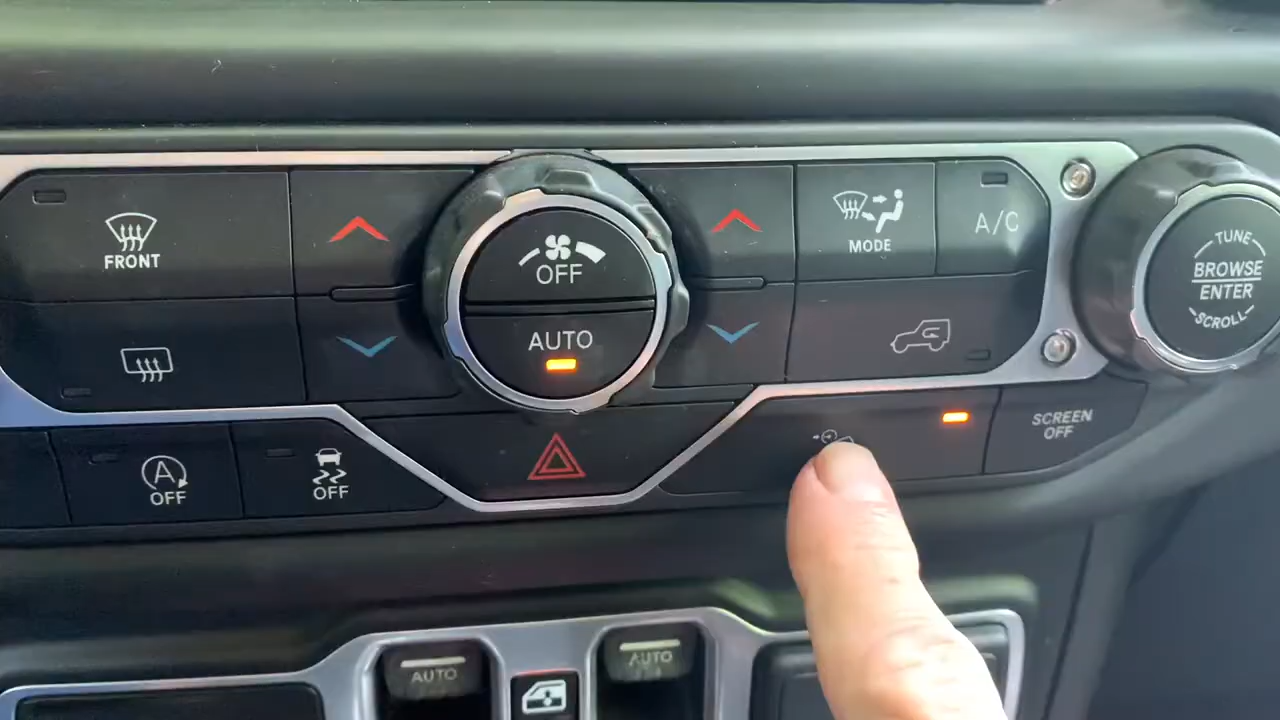 FRONT
OFF
AUTO
MODE
A/C
TUNE
BROWSE
ENTER
SCROLL
A
OFF
OFF
SCREEN
OFF
AUTO
AUTO